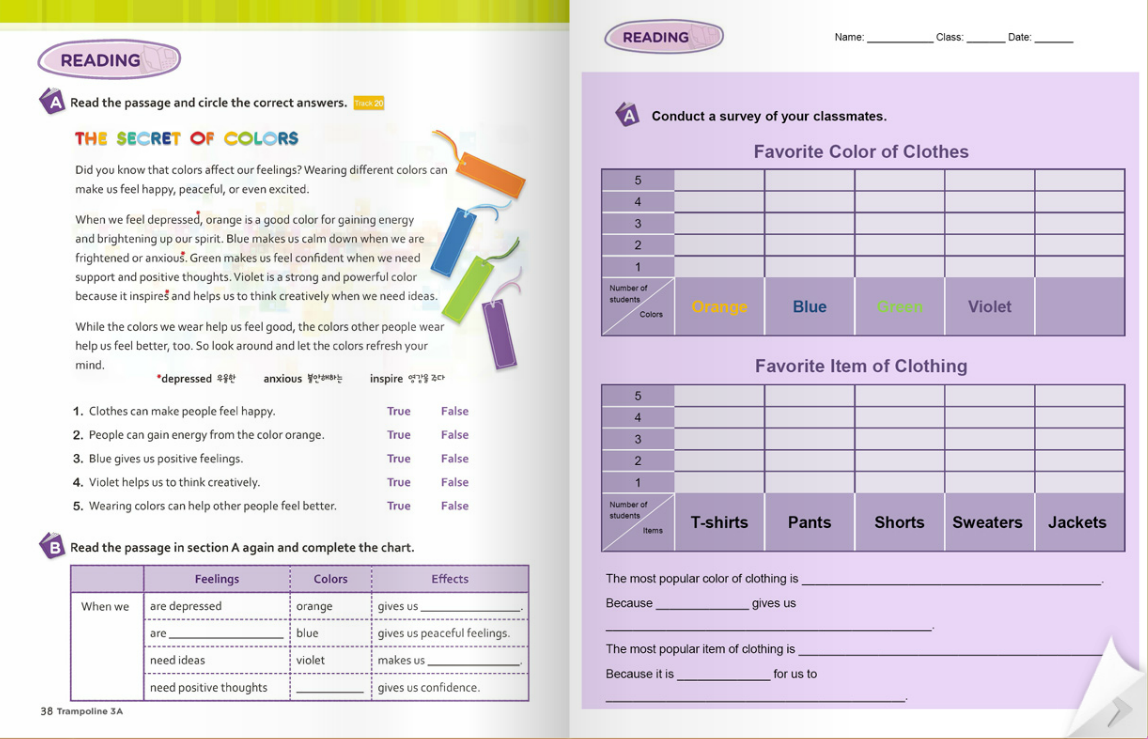 READING
A Read the passage and circle the correct answers. Track 20
THE SECRET OF COLORS
Did you know that colors affect our feelings? Wearing different colors can
make us feel happy, peaceful, or even excited.
When we feel depressed*, orange is a good color for gaining energy
and brightening up our spirit. Blue makes us calm down when we are
frightened or anxious*. Green makes us feel confident when we need
support and positive thoughts. Violet is a strong and powerful color
because it inspires* and helps us to think creatively when we need ideas.
While the colors we wear help us feel good, the colors other people wear
help us feel better, too. So look around and let the colors refresh your
mind.
*depressed 우울한 anxious 불안해하는 inspire 영감을 주다
1. Clothes can make people feel happy. True False
2. People can gain energy from the color orange. True False
3. Blue gives us positive feelings. True False
4. Violet helps us to think creatively. True False
5. Wearing colors can help other people feel better. True False
B Read the passage in section A again and complete the chart.
Feelings Colors Effects
When we are depressed orange gives us ____________.
are ____________ blue gives us peaceful feelings.
need ideas violet makes us ____________.
need positive thoughts ____________ gives us confidence.
38 Trampoline 3A
READING
Name: ____________ Class: _______ Date: _______
A Conduct a survey of your classmates.
Favorite Color of Clothes
5
4
3
2
1
Number of
students
Colors
Orange Blue Green Violet
Favorite Item of Clothing
5
4
3
2
1
Number of
students
Items
T-shirts Pants Shorts Sweaters Jackets
The most popular color of clothing is ____________.
Because ____________ gives us
____________.
The most popular item of clothing is ____________
Because it is ____________ for us to
____________.